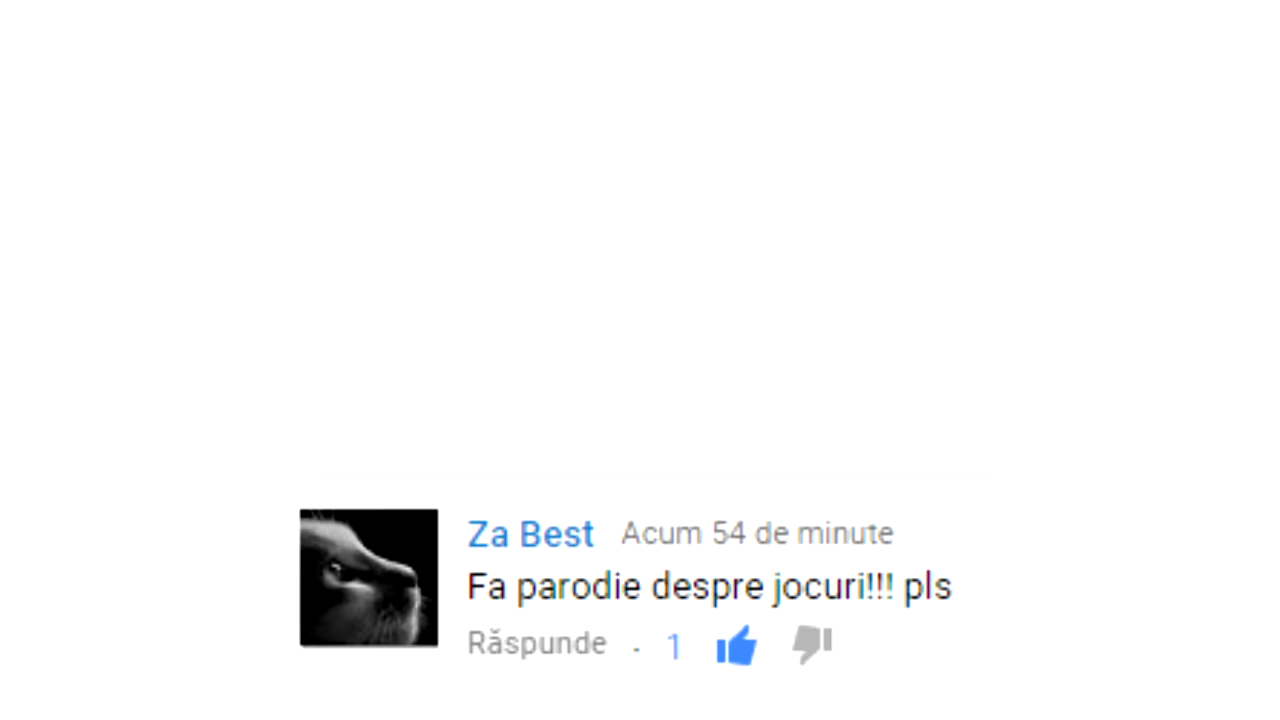 Za Best Acum 54 de minute
Fa parodie despre jocuri!!! pls
Răspunde · 1